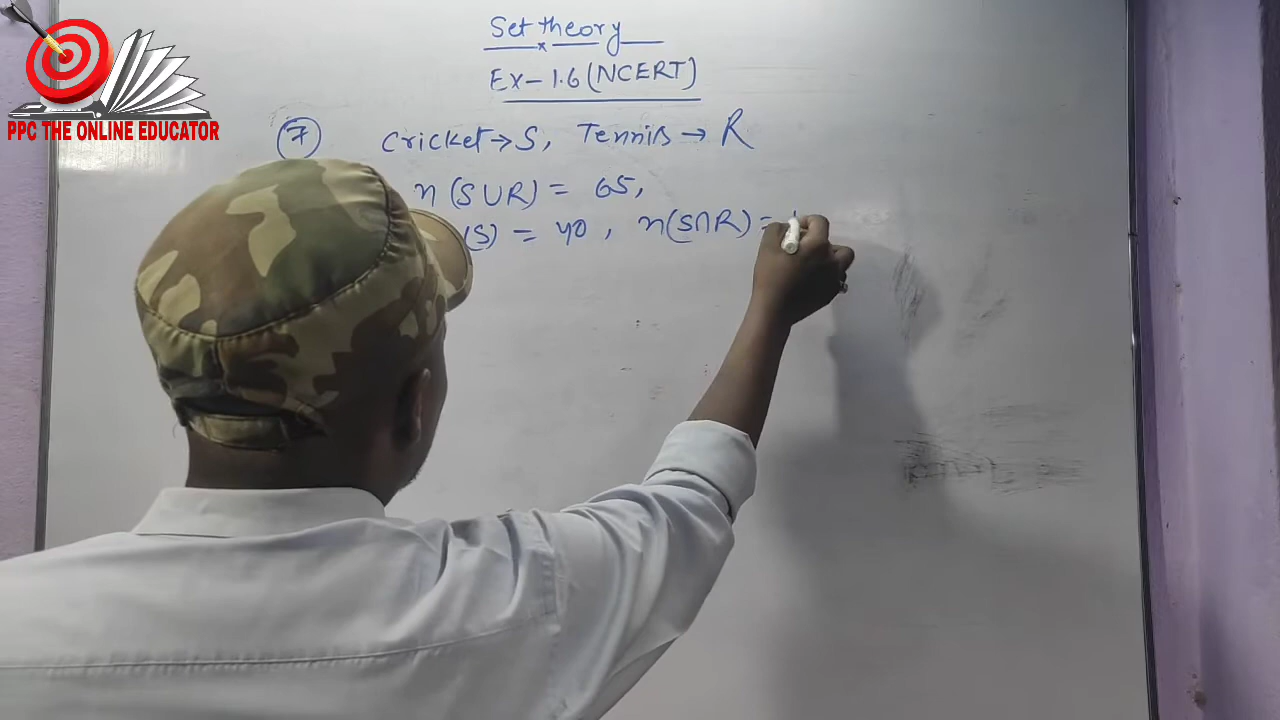 Set theory
Ex-1.6 (NCERT)
PPC THE ONLINE EDUCATOR
7 Cricket → S, Tennis → R
n (S∪R) = 65,
(S) = 40, n(S∩R) =